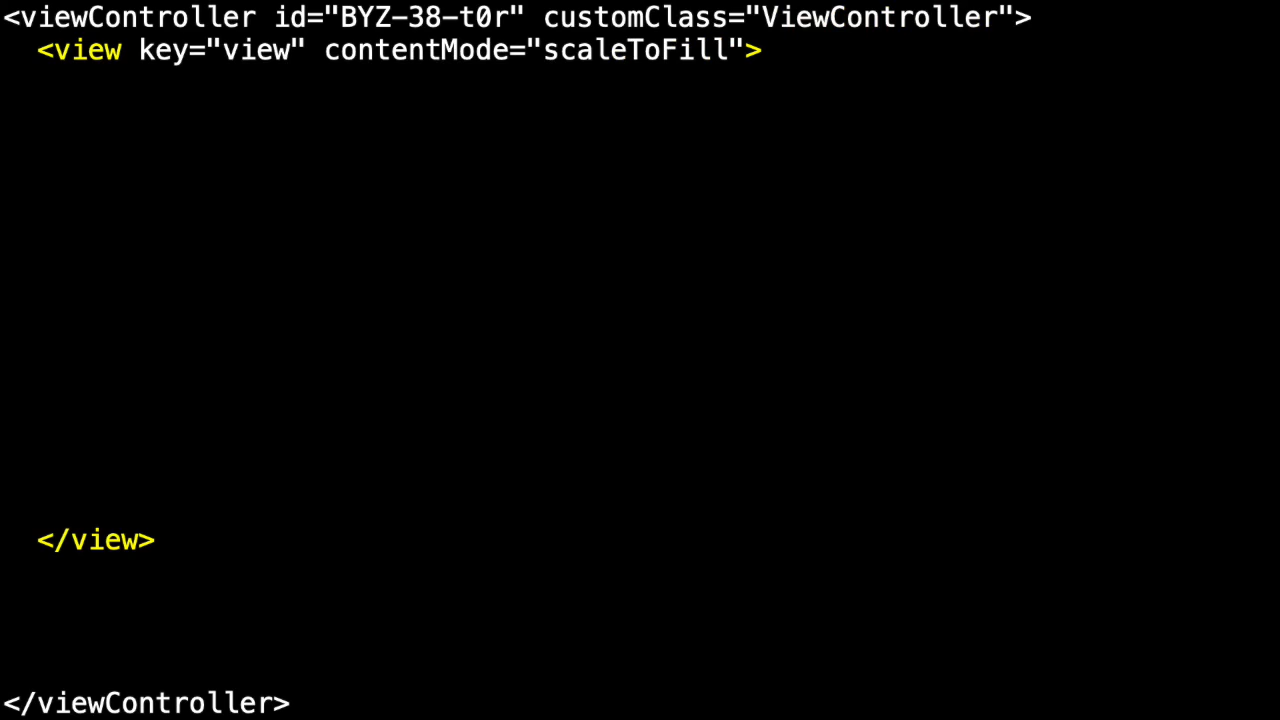 <viewController id="BYZ-38-t0r" customClass="ViewController">
  <view key="view" contentMode="scaleToFill">
  </view>
</viewController>